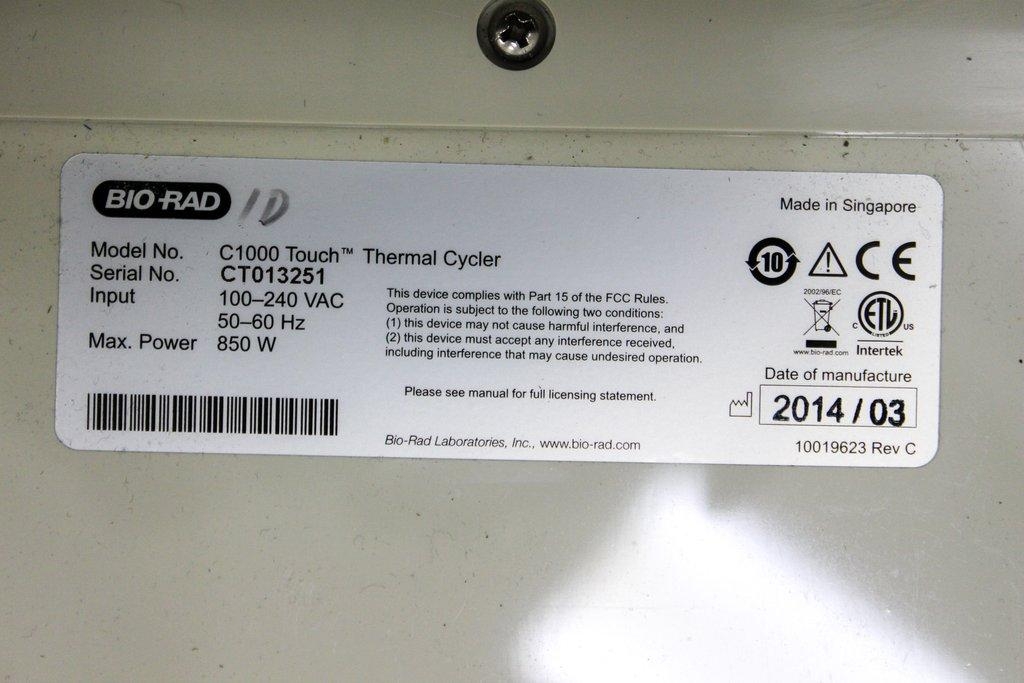 BIO-RAD 1D
Made in Singapore
Model No. C1000 Touch™ Thermal Cycler
Serial No. CT013251
Input 100–240 VAC
50–60 Hz
Max. Power 850 W
This device complies with Part 15 of the FCC Rules.
Operation is subject to the following two conditions:
(1) this device may not cause harmful interference, and
(2) this device must accept any interference received,
including interference that may cause undesired operation.
Please see manual for full licensing statement.
Bio-Rad Laboratories, Inc., www.bio-rad.com
10
CE
2002/96/EC
www.bio-rad.com
C ETL US
LISTED
Intertek
Date of manufacture
2014 / 03
10019623 Rev C